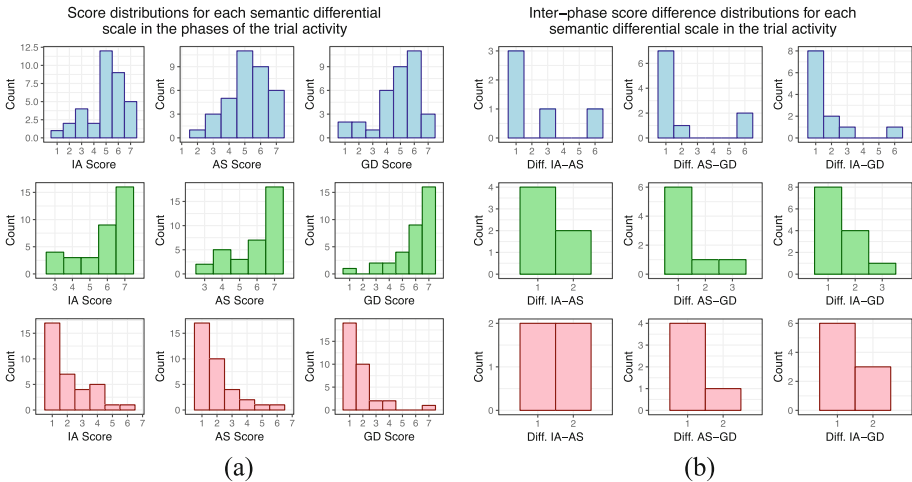 Score distributions for each semantic differential
scale in the phases of the trial activity
Inter-phase score difference distributions for each
semantic differential scale in the trial activity
Count
12.5
10.0
7.5
5.0
2.5
0.0
1 2 3 4 5 6 7
IA Score
Count
9
6
3
0
1 2 3 4 5 6 7
AS Score
Count
9
6
3
0
1 2 3 4 5 6 7
GD Score
Count
3
2
1
0
1 2 3 4 5 6
Diff. IA-AS
Count
6
4
2
0
1 2 3 4 5 6
Diff. AS-GD
Count
8
6
4
2
0
1 2 3 4 5 6
Diff. IA-GD
Count
15
10
5
0
3 4 5 6 7
IA Score
Count
15
10
5
0
3 4 5 6 7
AS Score
Count
15
10
5
0
1 2 3 4 5 6 7
GD Score
Count
4
3
2
1
0
1 2
Diff. IA-AS
Count
6
4
2
0
1 2 3
Diff. AS-GD
Count
8
6
4
2
0
1 2 3
Diff. IA-GD
Count
15
10
5
0
1 2 3 4 5 6 7
IA Score
Count
15
10
5
0
1 2 3 4 5 6 7
AS Score
Count
15
10
5
0
1 2 3 4 5 6 7
GD Score
Count
2
1
0
1 2
Diff. IA-AS
Count
4
3
2
1
0
1 2
Diff. AS-GD
Count
6
4
2
0
1 2
Diff. IA-GD
(a)
(b)